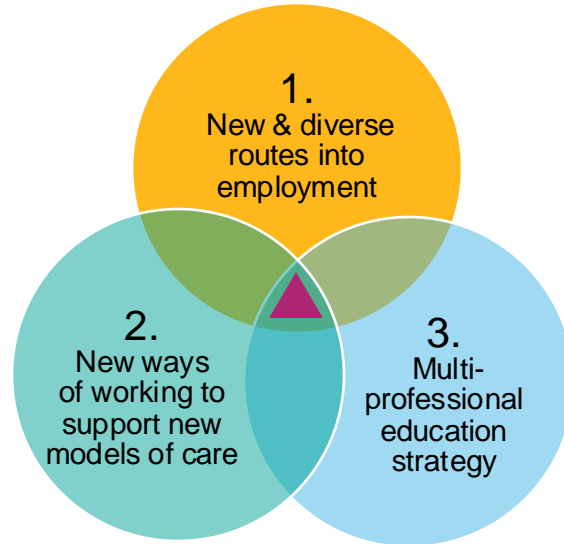 1.
New & diverse
routes into
employment
2.
New ways
of working to
support new
models of care
3.
Multi-
professional
education
strategy